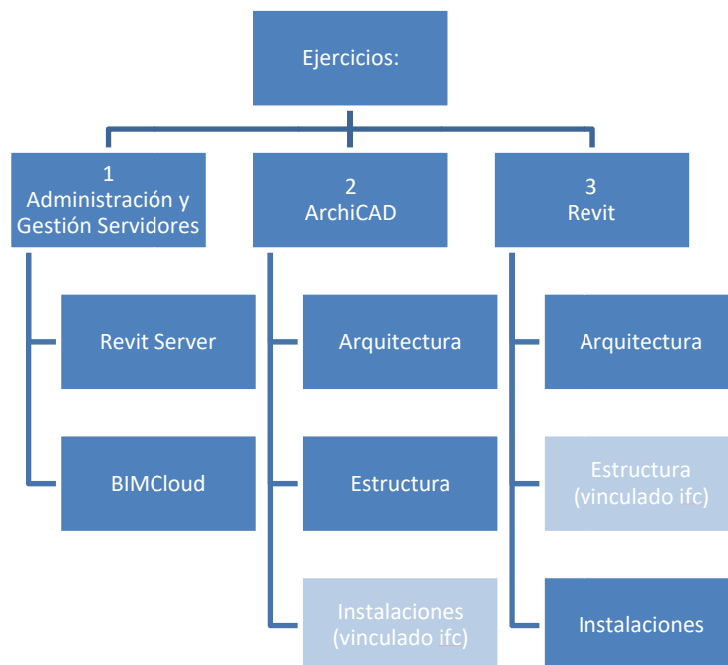 Ejercicios:
1
Administración y
Gestión Servidores
Revit Server
BIMCloud
2
ArchiCAD
Arquitectura
Estructura
Instalaciones
(vinculado ifc)
3
Revit
Arquitectura
Estructura
(vinculado ifc)
Instalaciones